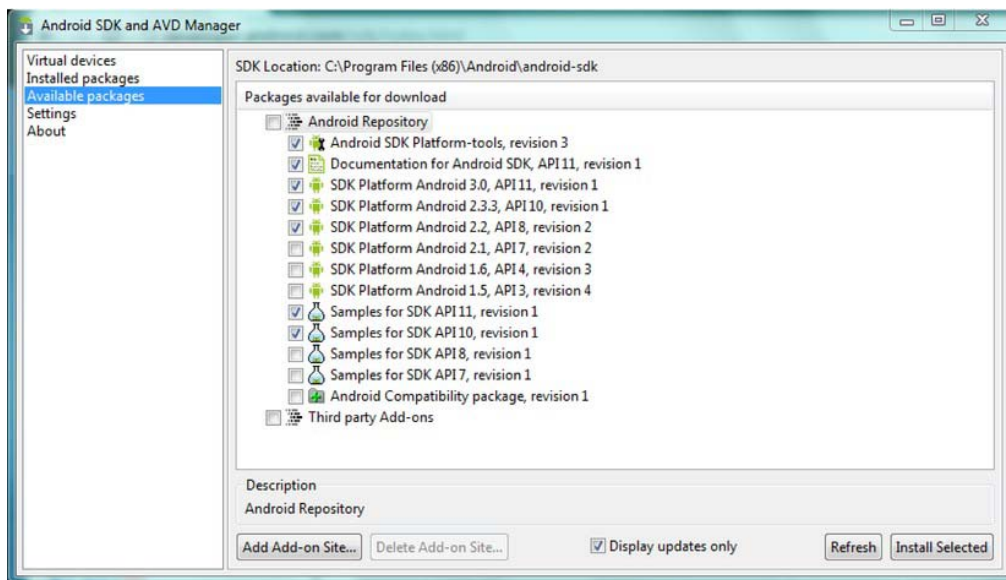 Android SDK and AVD Manager
Virtual devices
Installed packages
Available packages
Settings
About
SDK Location: C:\Program Files (x86)\Android\android-sdk
Packages available for download
Android Repository
Android SDK Platform-tools, revision 3
Documentation for Android SDK, API 11, revision 1
SDK Platform Android 3.0, API 11, revision 1
SDK Platform Android 2.3.3, API 10, revision 1
SDK Platform Android 2.2, API 8, revision 2
SDK Platform Android 2.1, API 7, revision 2
SDK Platform Android 1.6, API 4, revision 3
SDK Platform Android 1.5, API 3, revision 4
Samples for SDK API 11, revision 1
Samples for SDK API 10, revision 1
Samples for SDK API 8, revision 1
Samples for SDK API 7, revision 1
Android Compatibility package, revision 1
Third party Add-ons
Description
Android Repository
Add Add-on Site... Delete Add-on Site... Display updates only Refresh Install Selected